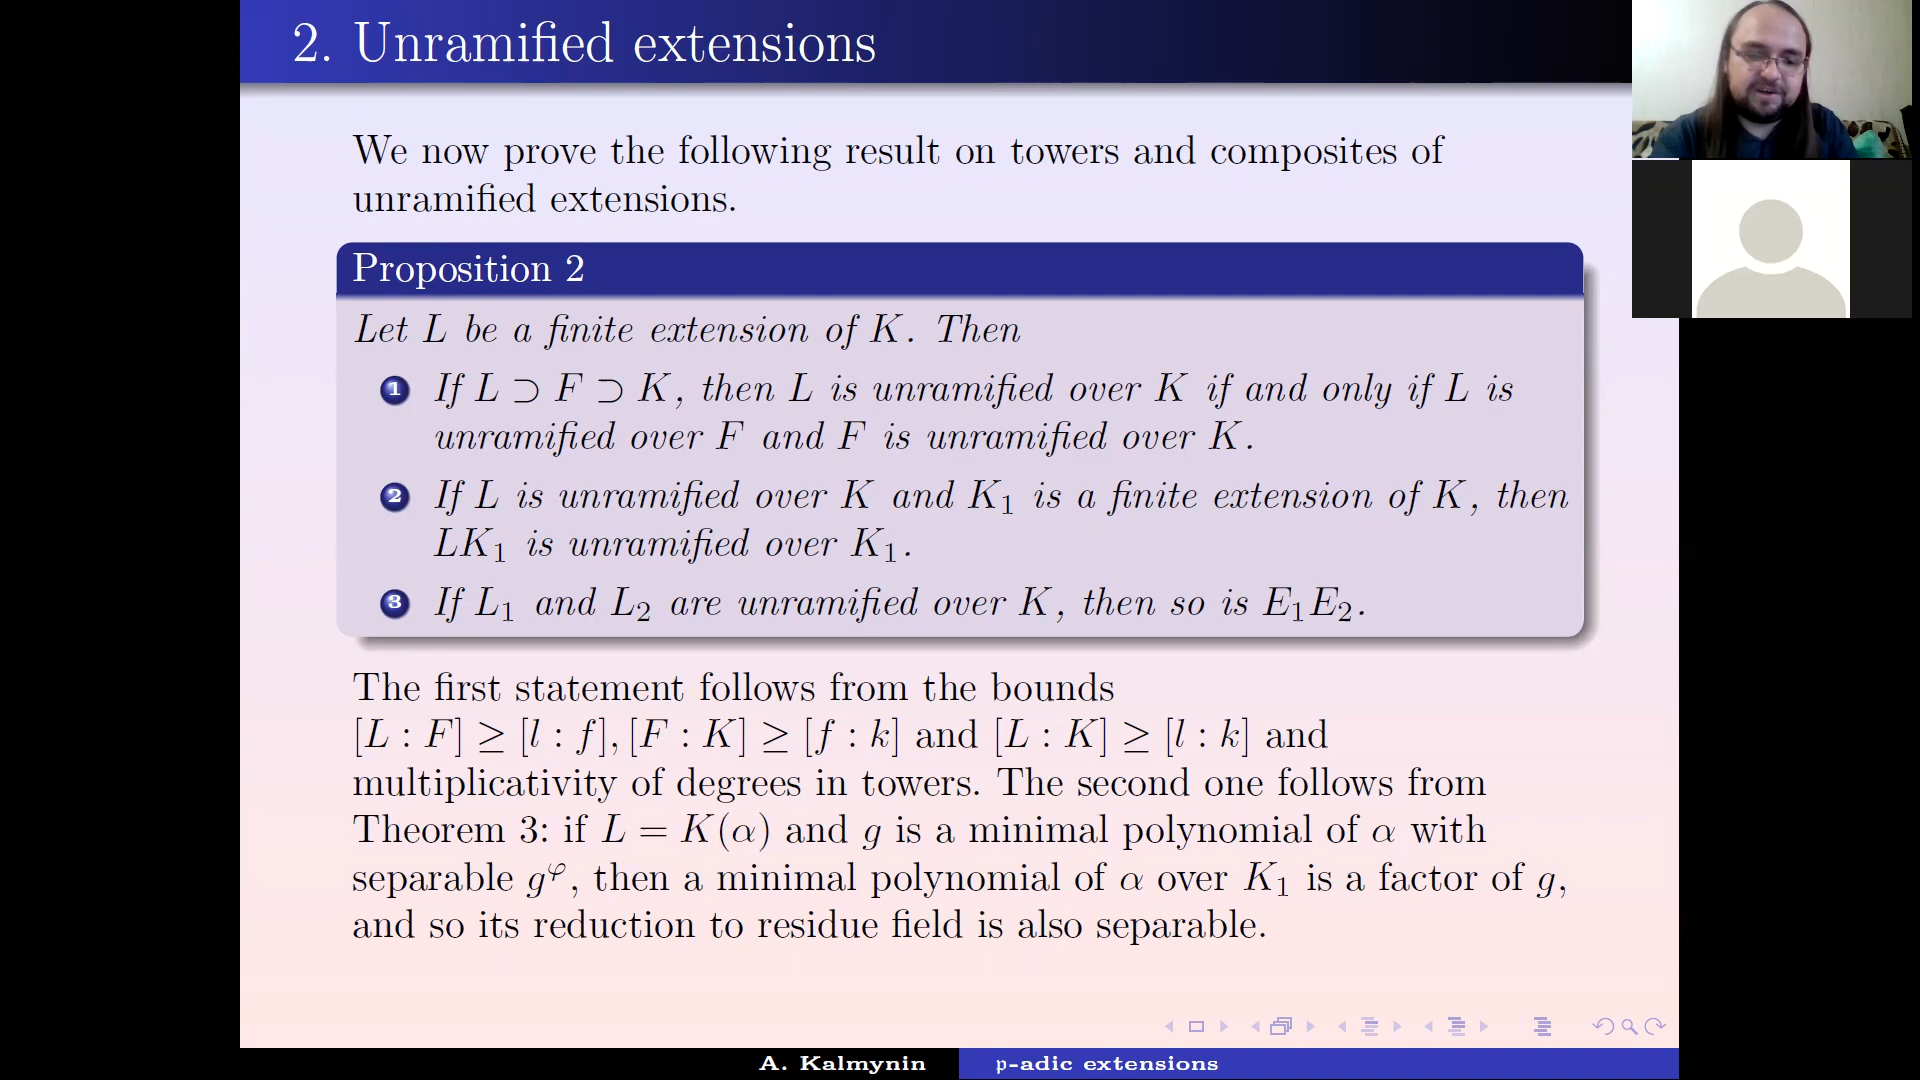 2. Unramified extensions
We now prove the following result on towers and composites of
unramified extensions.
Proposition 2
Let L be a finite extension of K. Then
1 If L ⊃ F ⊃ K, then L is unramified over K if and only if L is
unramified over F and F is unramified over K.
2 If L is unramified over K and K₁ is a finite extension of K, then
LK₁ is unramified over K₁.
3 If L₁ and L₂ are unramified over K, then so is E₁E₂.
The first statement follows from the bounds
[L : F] ≥ [l : f], [F : K] ≥ [f : k] and [L : K] ≥ [l : k] and
multiplicativity of degrees in towers. The second one follows from
Theorem 3: if L = K(α) and g is a minimal polynomial of α with
separable g^φ, then a minimal polynomial of α over K₁ is a factor of g,
and so its reduction to residue field is also separable.
A. Kalmynin p-adic extensions